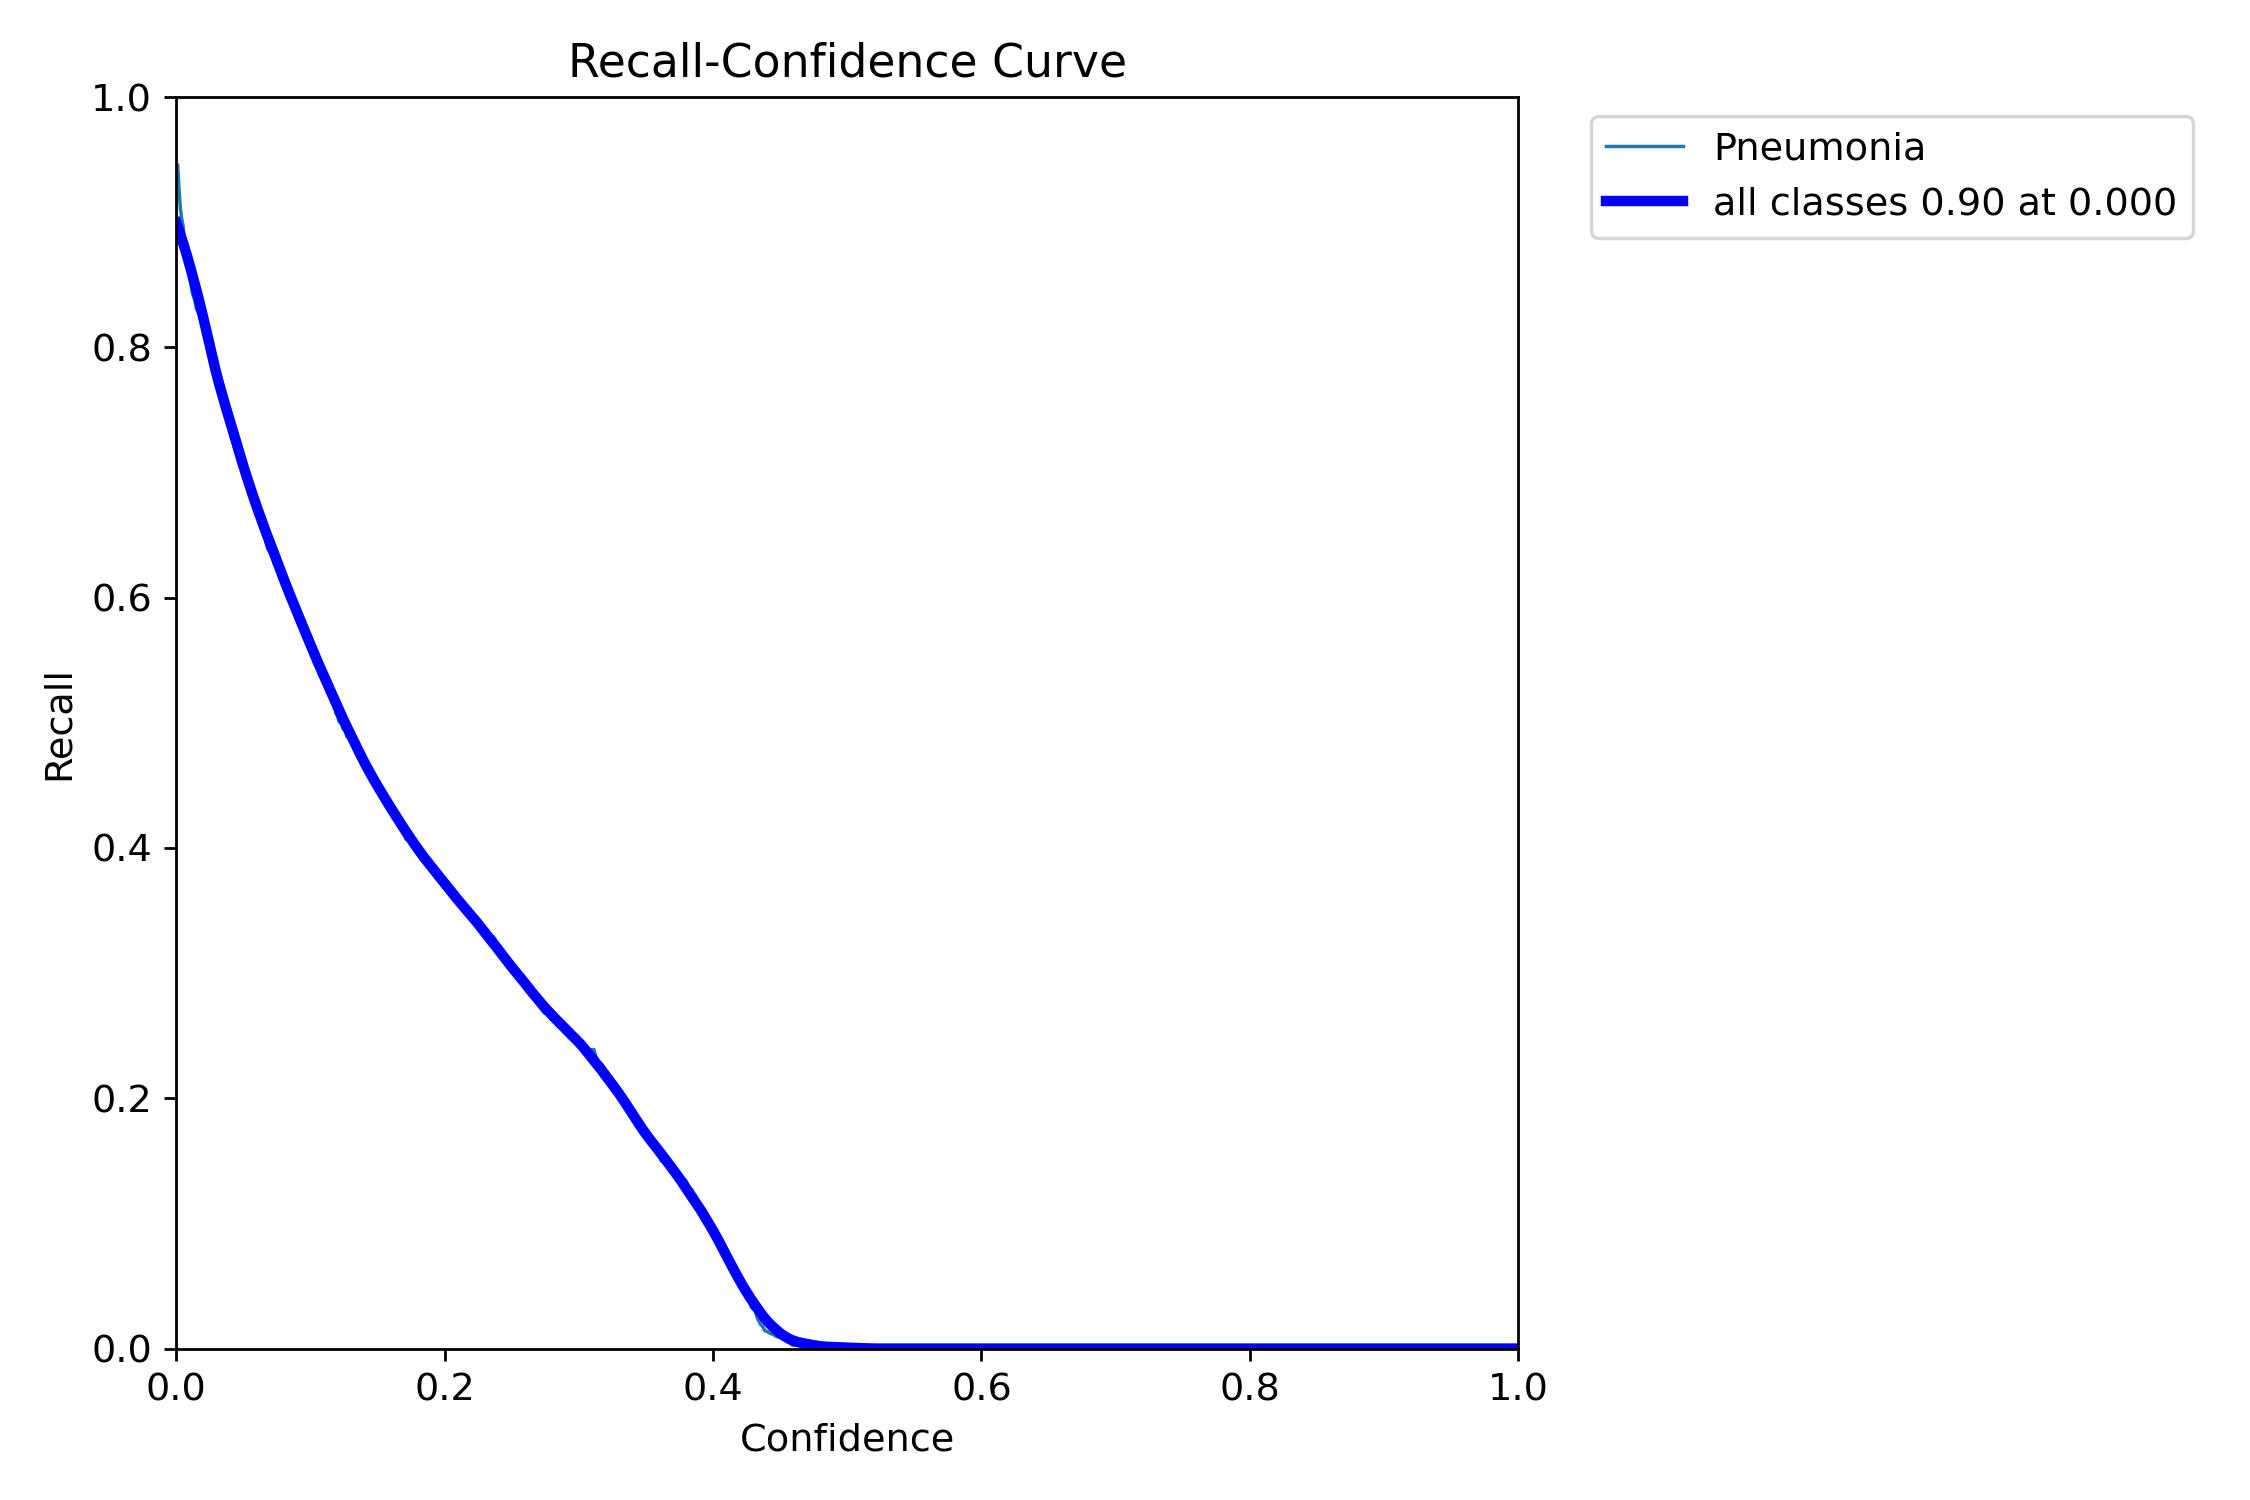 Recall-Confidence Curve
1.0
0.8
0.6
0.4
0.2
0.0
Recall
0.0 0.2 0.4 0.6 0.8 1.0
Confidence
Pneumonia
all classes 0.90 at 0.000